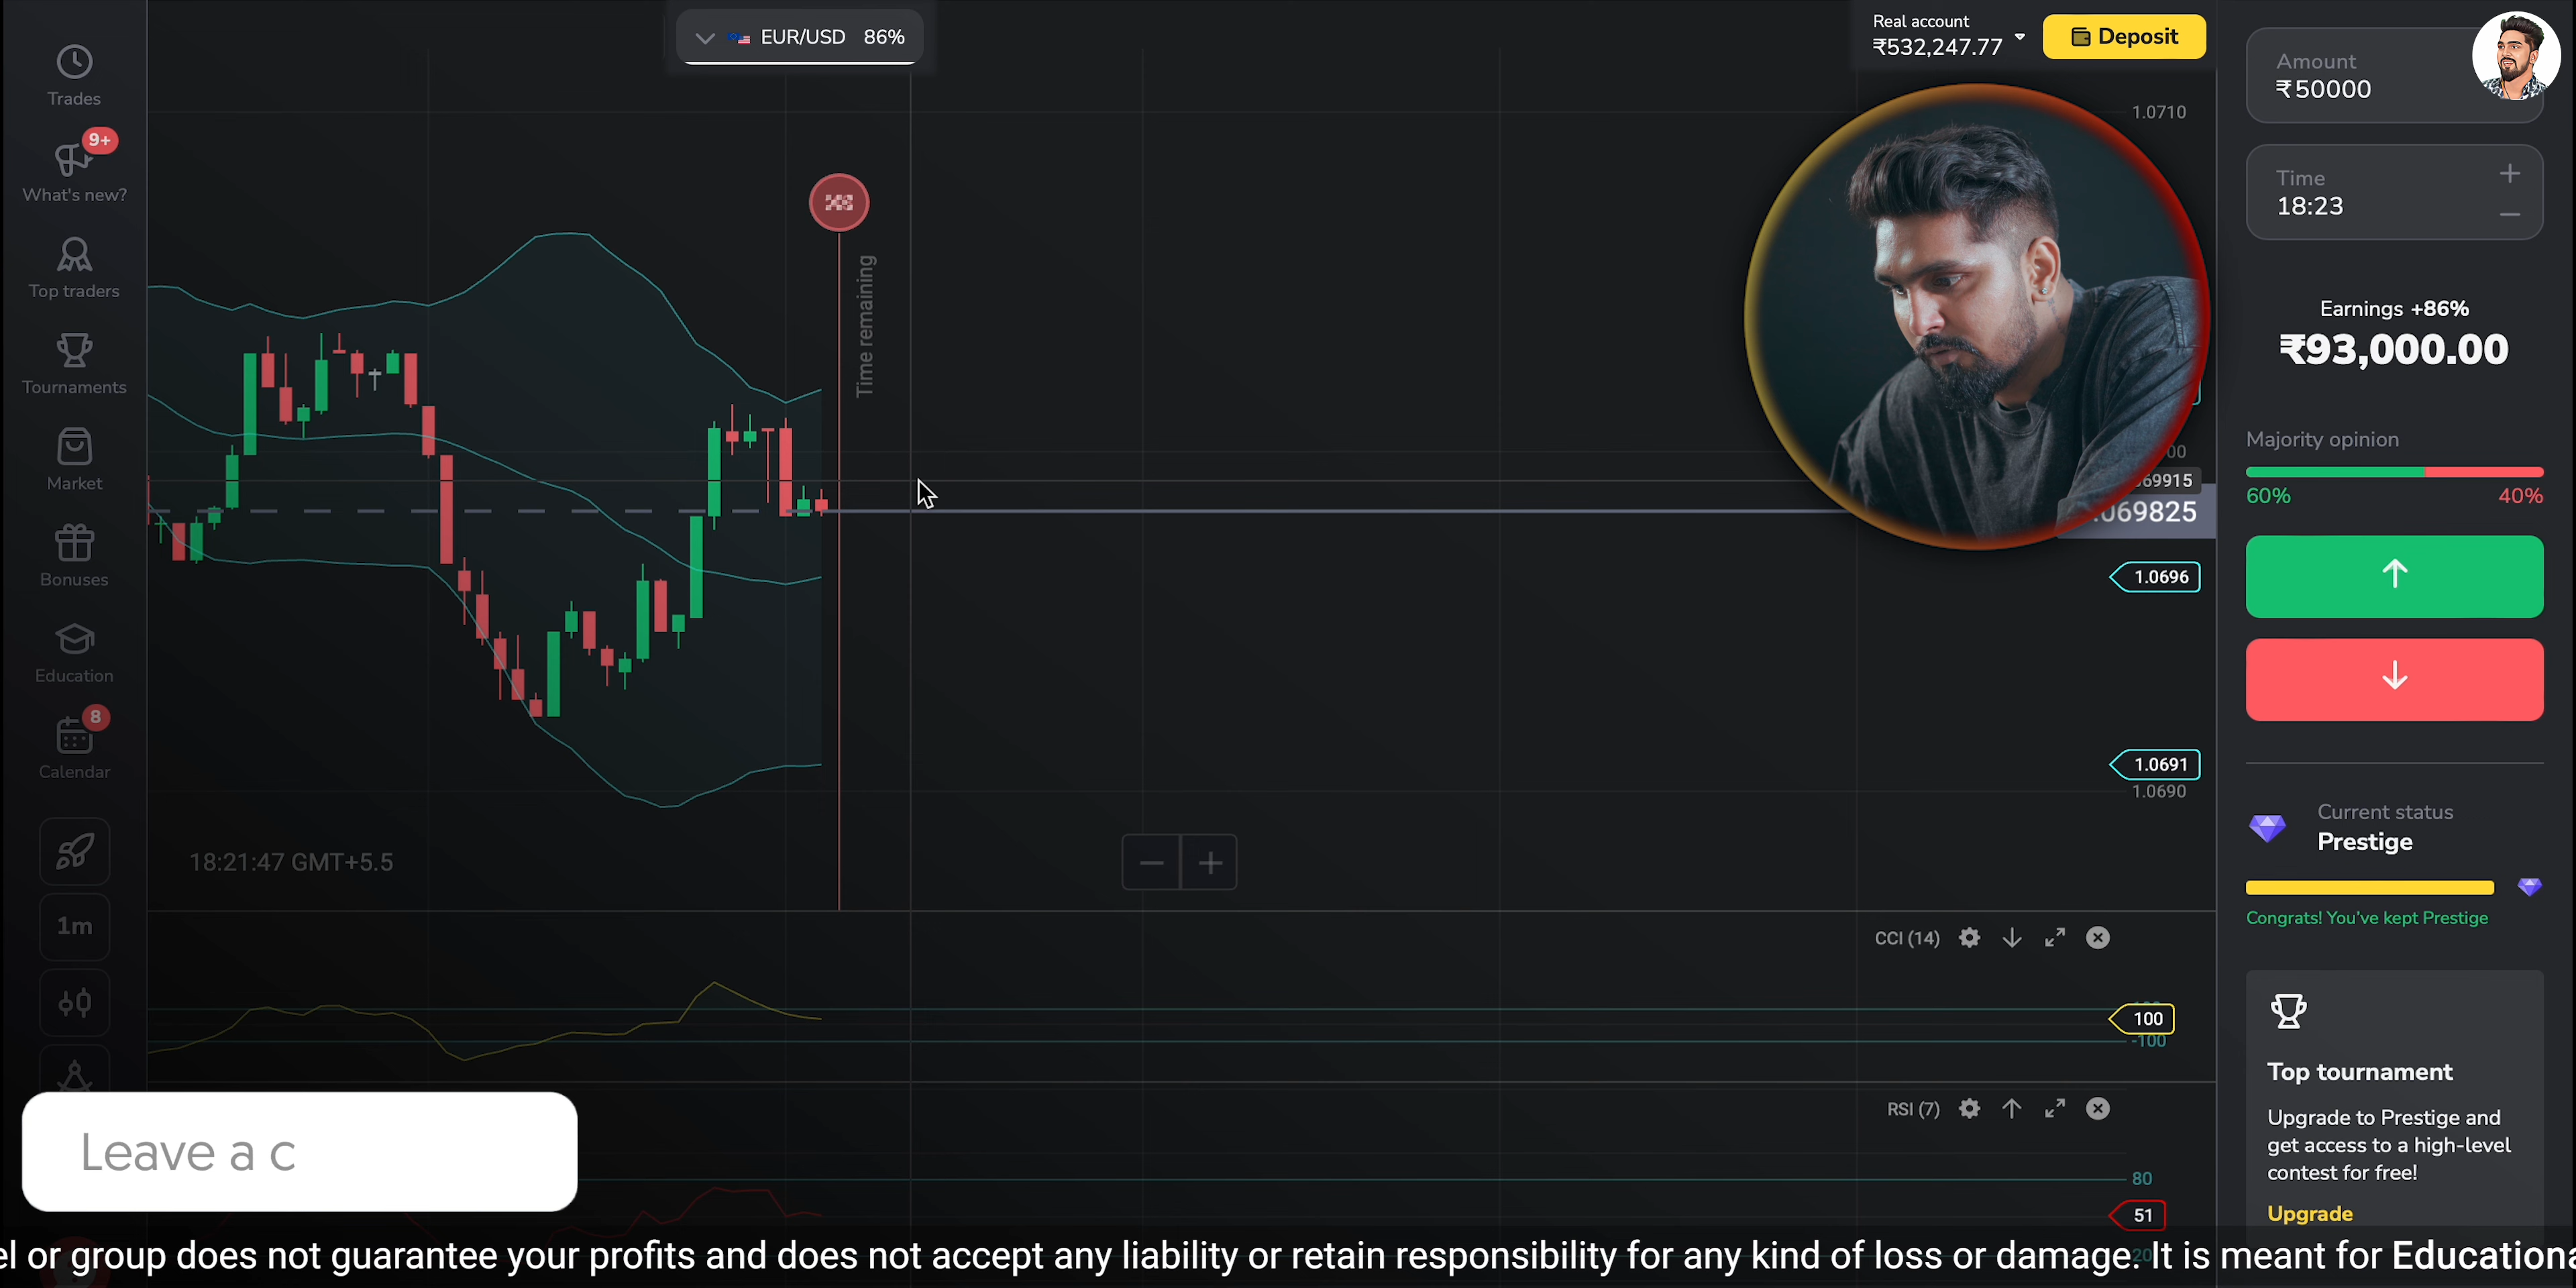 Trades
9+
What's new?
Top traders
Tournaments
Market
Bonuses
Education
8
Calendar
1m
EUR/USD 86%
Time remaining
18:21:47 GMT+5.5
Real account
₹532,247.77
Deposit
1.0710
00
69915
069825
1.0696
1.0691
1.0690
CCI (14)
100
-100
RSI (7)
80
51
20
Amount
₹50000
Time
18:23
Earnings +86%
₹93,000.00
Majority opinion
60% 40%
Current status
Prestige
Congrats! You've kept Prestige
Top tournament
Upgrade to Prestige and
get access to a high-level
contest for free!
Upgrade
Leave a c
el or group does not guarantee your profits and does not accept any liability or retain responsibility for any kind of loss or damage. It is meant for Educationa